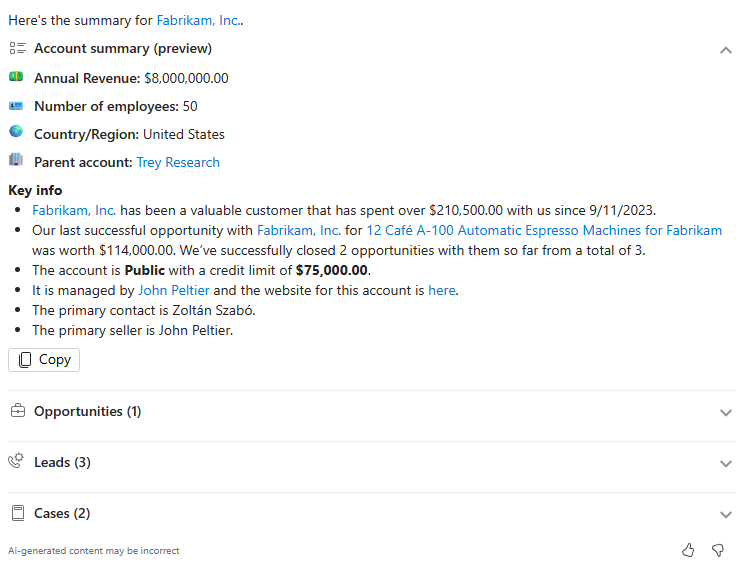 Here's the summary for Fabrikam, Inc..
Account summary (preview)
Annual Revenue: $8,000,000.00
Number of employees: 50
Country/Region: United States
Parent account: Trey Research
Key info
• Fabrikam, Inc. has been a valuable customer that has spent over $210,500.00 with us since 9/11/2023.
• Our last successful opportunity with Fabrikam, Inc. for 12 Café A-100 Automatic Espresso Machines for Fabrikam
was worth $114,000.00. We've successfully closed 2 opportunities with them so far from a total of 3.
• The account is Public with a credit limit of $75,000.00.
• It is managed by John Peltier and the website for this account is here.
• The primary contact is Zoltán Szabó.
• The primary seller is John Peltier.
Copy
Opportunities (1)
Leads (3)
Cases (2)
AI-generated content may be incorrect